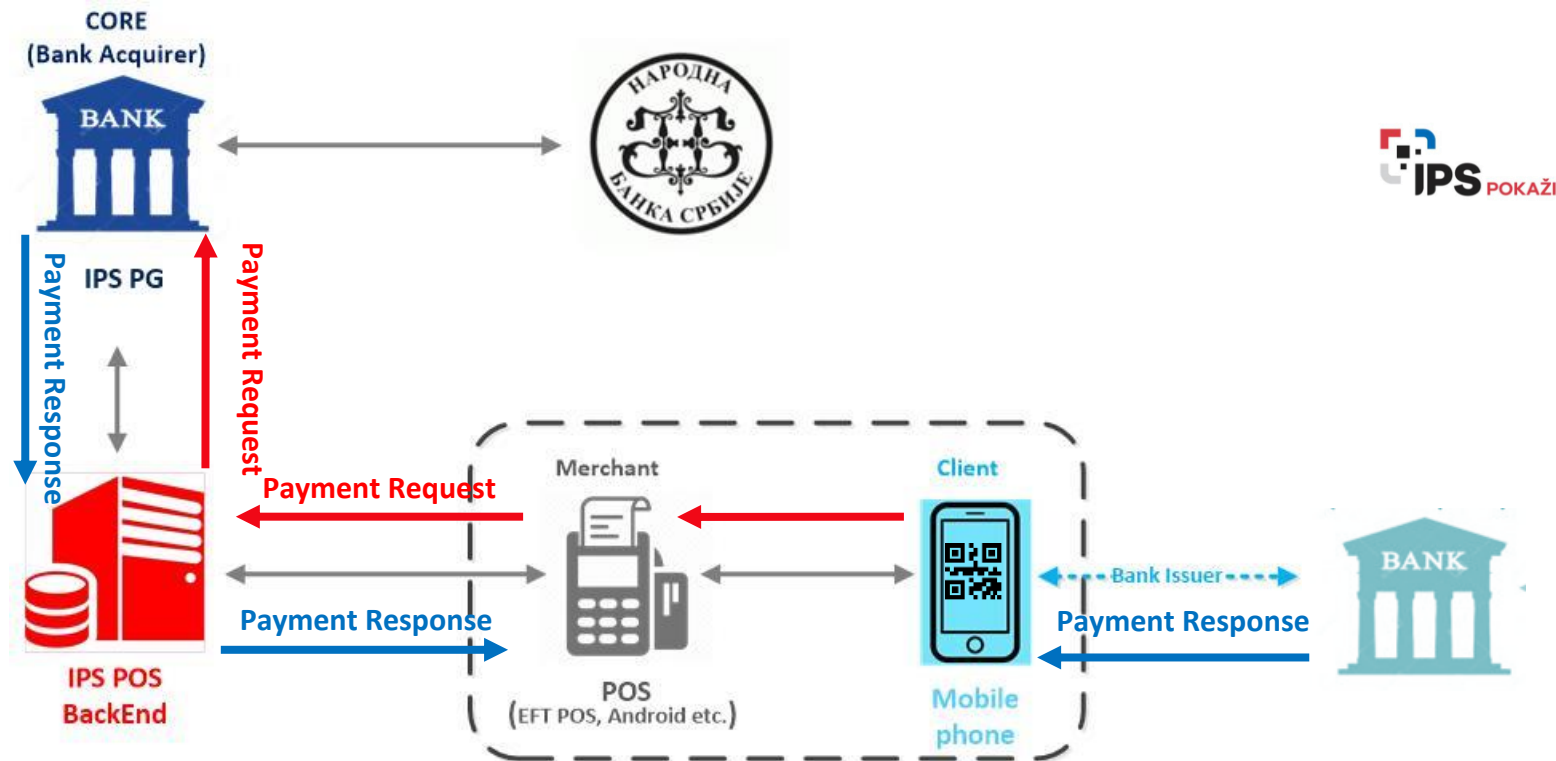 CORE
(Bank Acquirer)
BANK
НАРОДНА
БАНКА СРБИЈЕ
IPS POKAŽI
Payment Response
IPS PG
Payment Request
Merchant
Client
Payment Request
Bank Issuer
BANK
Payment Response
Payment Response
IPS POS
BackEnd
POS
(EFT POS, Android etc.)
Mobile
phone